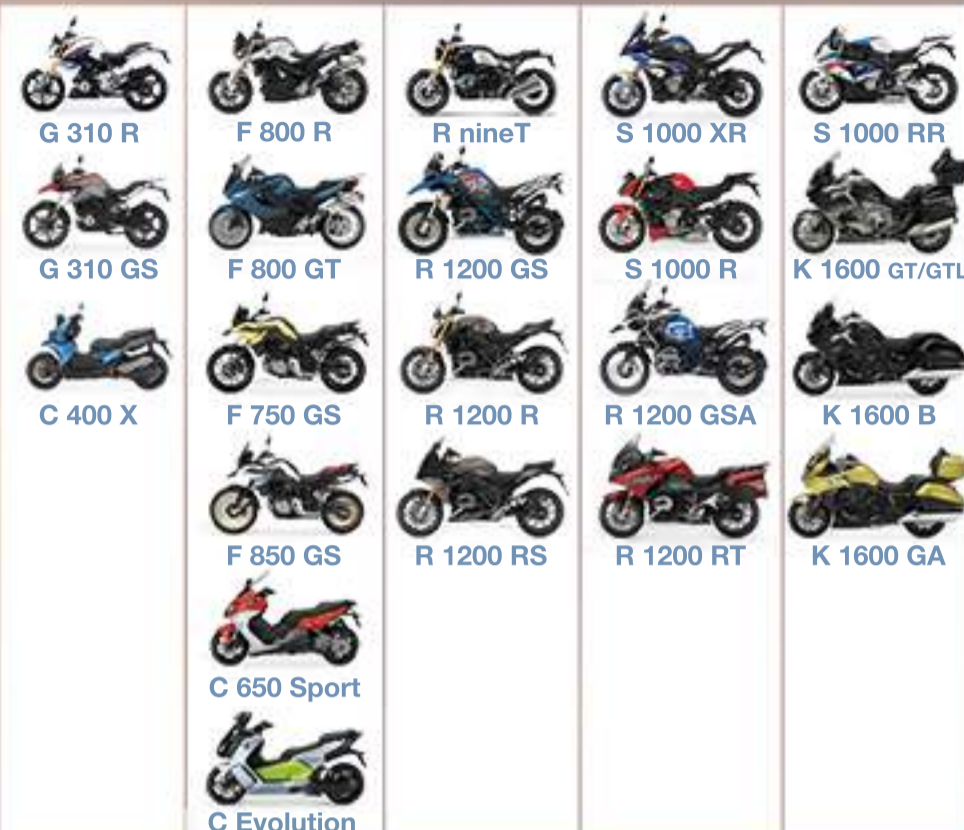 G 310 R
F 800 R
R nineT
S 1000 XR
S 1000 RR
G 310 GS
F 800 GT
R 1200 GS
S 1000 R
K 1600 GT/GTL
C 400 X
F 750 GS
R 1200 R
R 1200 GSA
K 1600 B
F 850 GS
R 1200 RS
R 1200 RT
K 1600 GA
C 650 Sport
C Evolution